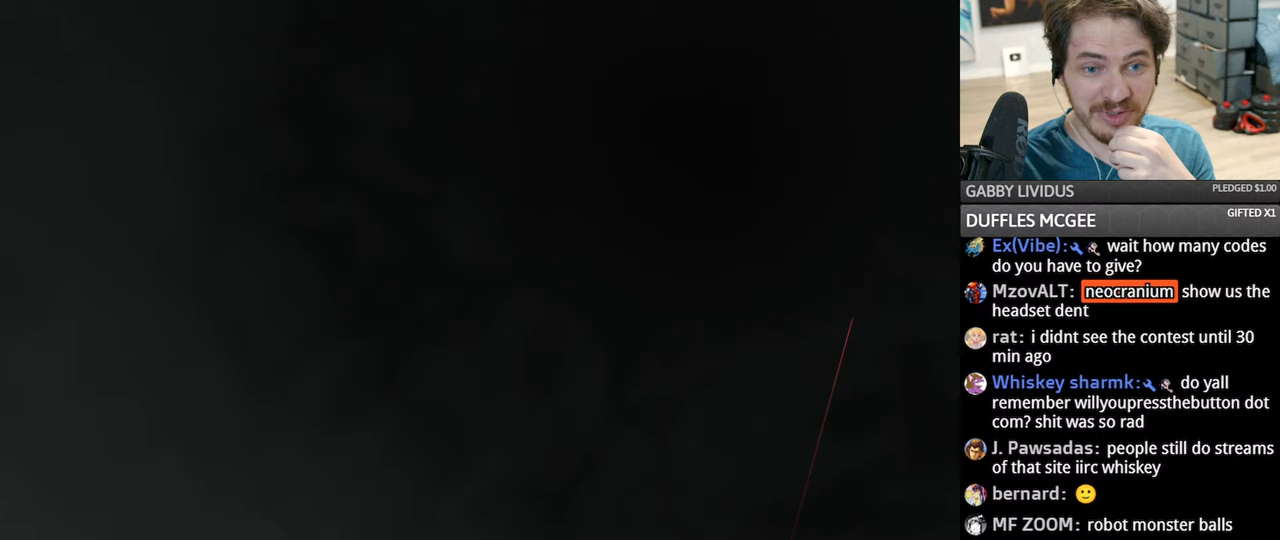 GABBY LIVIDUS
PLEDGED $1.00
DUFFLES MCGEE
GIFTED X1
Ex(Vibe): wait how many codes
do you have to give?
MzovALT: neocranium show us the
headset dent
rat: i didnt see the contest until 30
min ago
Whiskey sharmk: do yall
remember willyoupressthebutton dot
com? shit was so rad
J. Pawsadas: people still do streams
of that site iirc whiskey
bernard: 🙂
MF ZOOM: robot monster balls